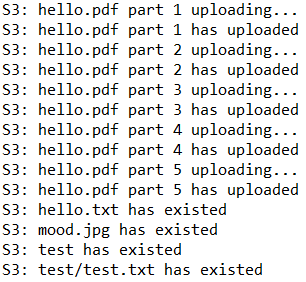 S3: hello.pdf part 1 uploading...
S3: hello.pdf part 1 has uploaded
S3: hello.pdf part 2 uploading...
S3: hello.pdf part 2 has uploaded
S3: hello.pdf part 3 uploading...
S3: hello.pdf part 3 has uploaded
S3: hello.pdf part 4 uploading...
S3: hello.pdf part 4 has uploaded
S3: hello.pdf part 5 uploading...
S3: hello.pdf part 5 has uploaded
S3: hello.txt has existed
S3: mood.jpg has existed
S3: test has existed
S3: test/test.txt has existed